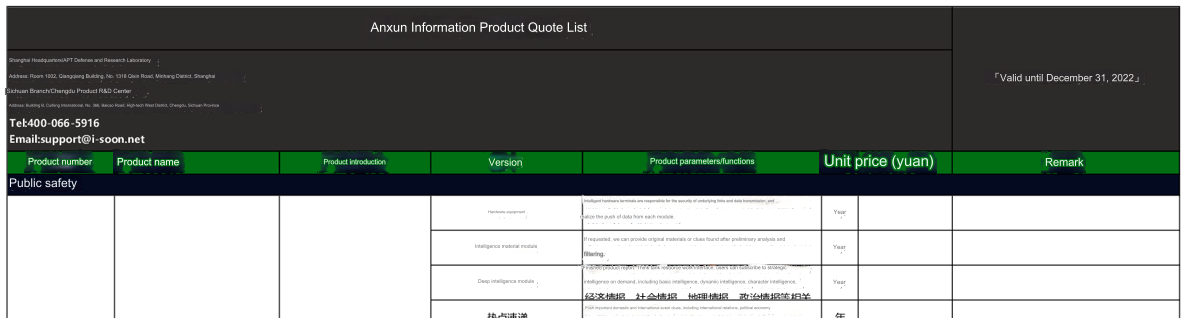 Anxun Information Product Quote List
Shanghai Headquarters/APT Defense and Research Laboratory
Address: Room 1002, Qiangqiang Building, No. 1319 Qixin Road, Minhang District, Shanghai
Sichuan Branch/Chengdu Product R&D Center
Address: Building B, Caifeng International, No. 366, Baicao Road, High-tech West District, Chengdu, Sichuan Province
Tel:400-066-5916
Email:support@i-soon.net
「Valid until December 31, 2022」
Product number Product name Product introduction Version Product parameters/functions Unit price (yuan) Remark
Public safety
Hardware equipment
Intelligent hardware terminals are responsible for the security of underlying links and data transmission, and
alize the push of data from each module.
Year
Intelligence material module
If requested, we can provide original materials or clues found after preliminary analysis and
filtering.
Year
Deep intelligence module
Finished product report, Think tank resource work interface, users can subscribe to strategic
intelligence on demand, including basic intelligence, dynamic intelligence, character intelligence,
经济情报、社会情报、地理情报、政治情报等相关
Year
热点速递
Push important domestic and international event clues, including international relations, political economy
年